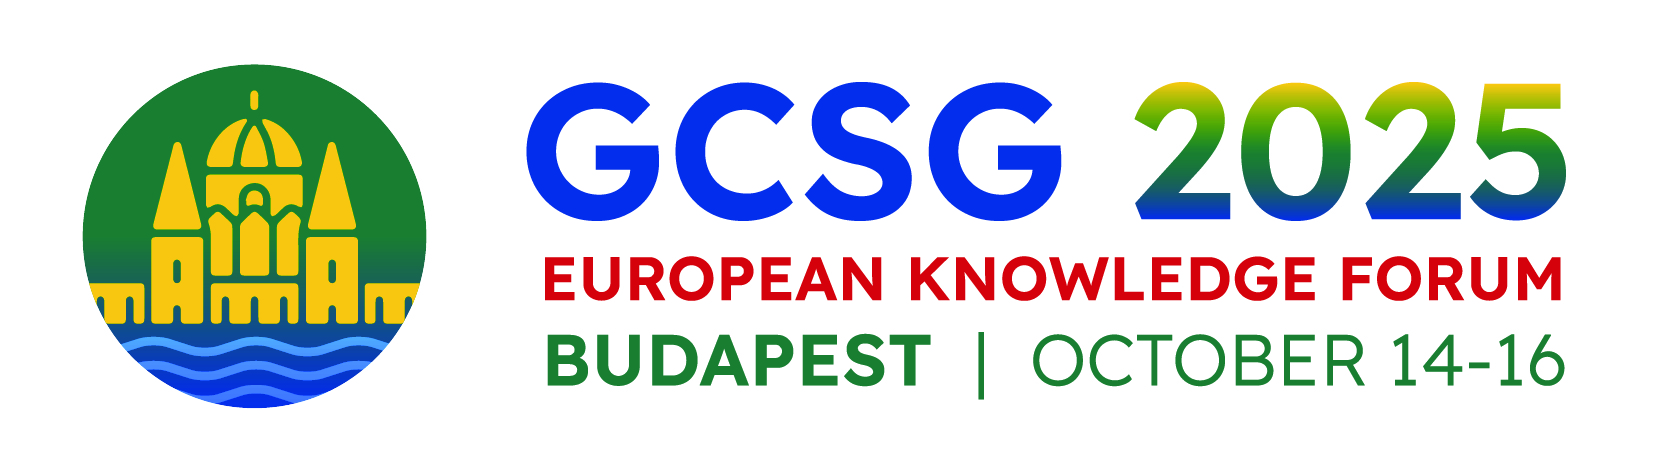 GCSG 2025
EUROPEAN KNOWLEDGE FORUM
BUDAPEST | OCTOBER 14-16